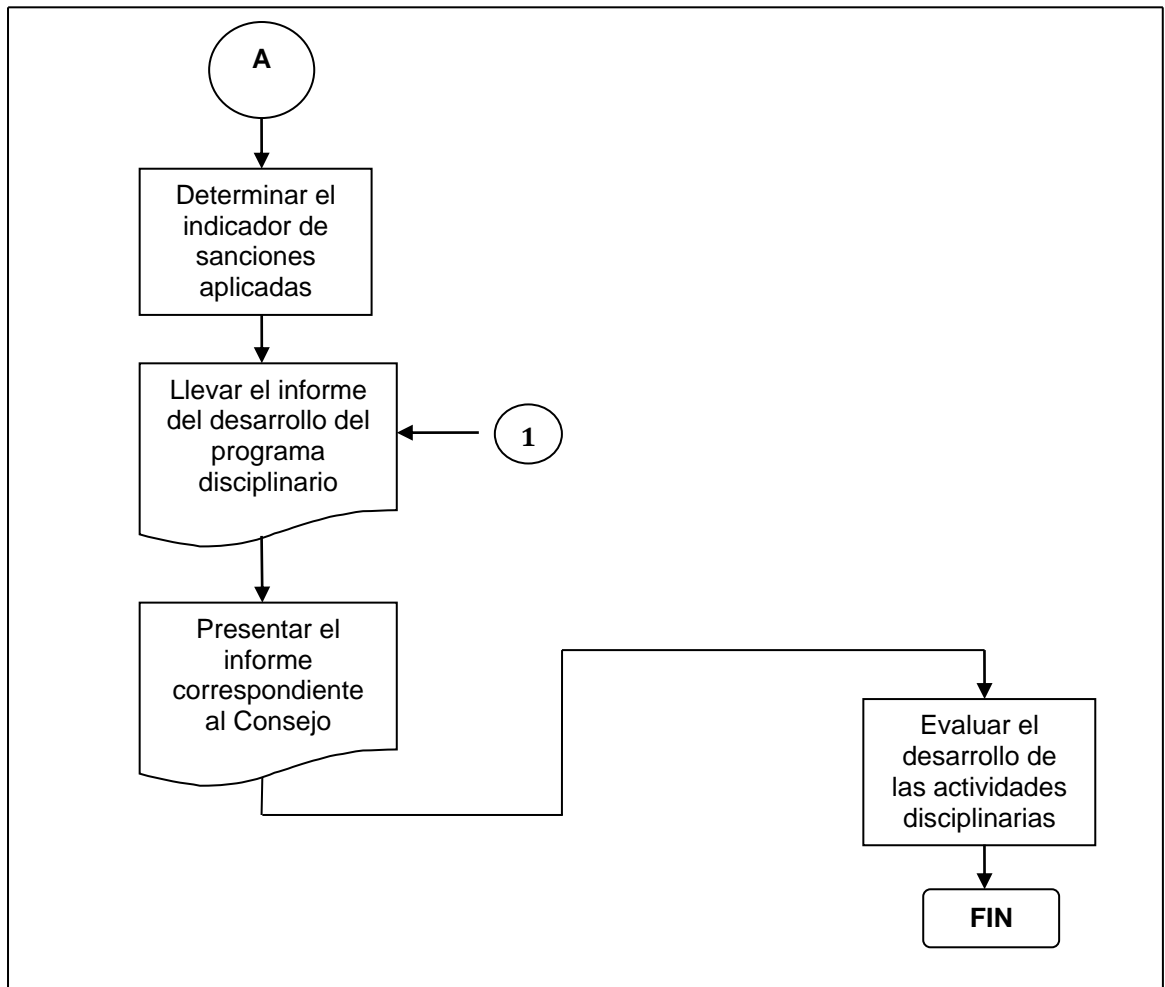 A
Determinar el
indicador de
sanciones
aplicadas
Llevar el informe
del desarrollo del
programa
disciplinario
1
Presentar el
informe
correspondiente
al Consejo
Evaluar el
desarrollo de
las actividades
disciplinarias
FIN